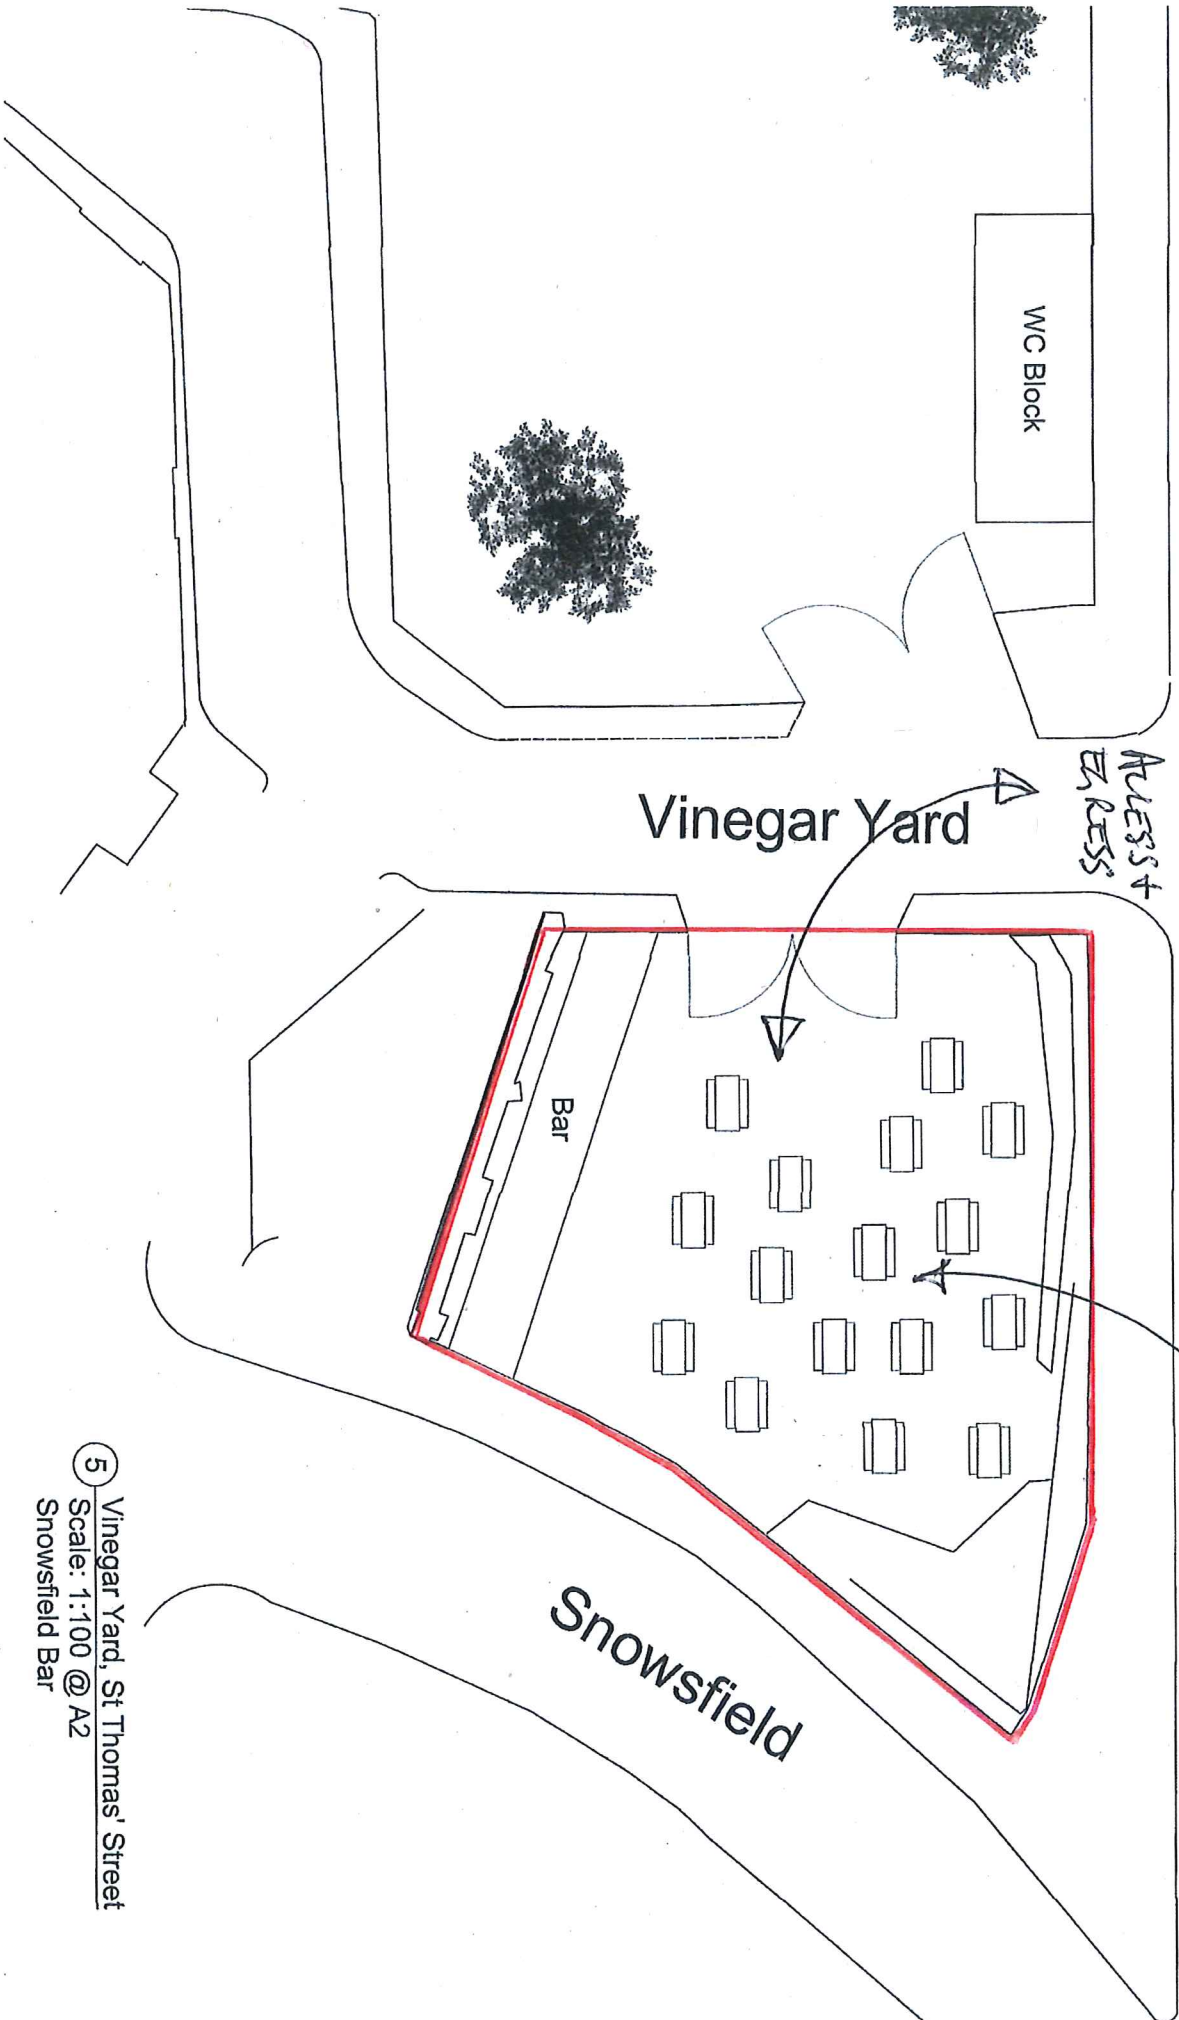 WC Block
Vinegar Yard
ACCESS +
EGRESS
Bar
Snowsfield
5
Vinegar Yard, St Thomas' Street
Scale: 1:100 @ A2
Snowsfield Bar